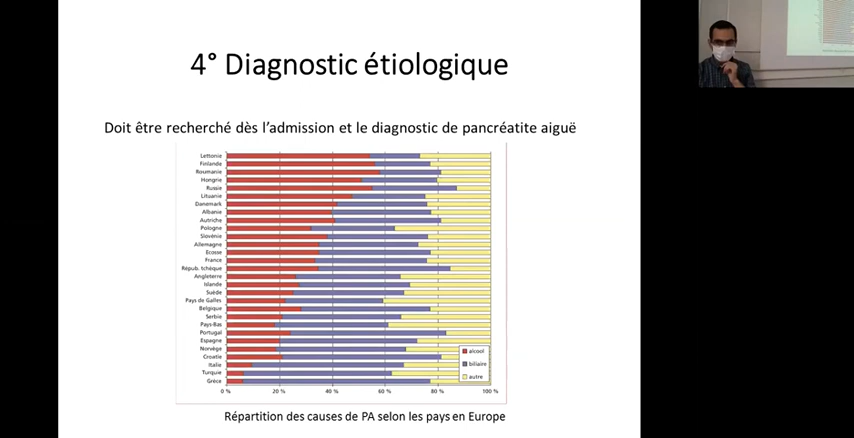 4° Diagnostic étiologique
Doit être recherché dès l’admission et le diagnostic de pancréatite aiguë
Lettonie
Finlande
Roumanie
Hongrie
Russie
Lituanie
Danemark
Albanie
Autriche
Pologne
Slovénie
Allemagne
Ecosse
France
Répub. tchèque
Angleterre
Islande
Suède
Pays de Galles
Belgique
Serbie
Pays-Bas
Portugal
Espagne
Norvège
Croatie
Italie
Turquie
Grèce
alcool
biliaire
autre
0 % 20 % 40 % 60 % 80 % 100 %
Répartition des causes de PA selon les pays en Europe